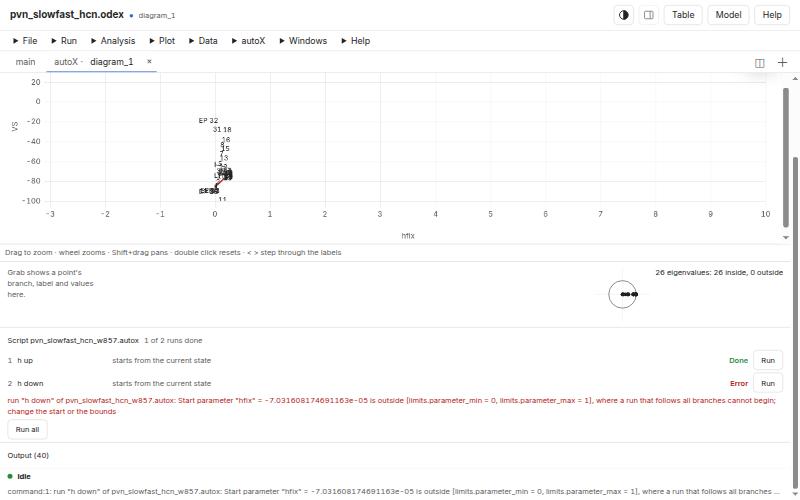 pvn_slowfast_hcn.odex • diagram_1
Table Model Help
File Run Analysis Plot Data autoX Windows Help
main autoX · diagram_1 ×
20
0
-20
-40
-60
-80
-100
VS
EP 32
31 18
16
15
13
11
-3 -2 -1 0 1 2 3 4 5 6 7 8 9 10
hfix
Drag to zoom · wheel zooms · Shift+drag pans · double click resets · < > step through the labels
Grab shows a point's
branch, label and values
here.
26 eigenvalues: 26 inside, 0 outside
Script pvn_slowfast_hcn_w857.autox 1 of 2 runs done
1 h up starts from the current state Done Run
2 h down starts from the current state Error Run
run "h down" of pvn_slowfast_hcn_w857.autox: Start parameter "hfix" = -7.031608174691163e-05 is outside [limits.parameter_min = 0, limits.parameter_max = 1], where a run that follows all branches cannot begin;
change the start or the bounds
Run all
Output (40)
Idle
command:1: run "h down" of pvn_slowfast_hcn_w857.autox: Start parameter "hfix" = -7.031608174691163e-05 is outside [limits.parameter_min = 0, limits.parameter_max = 1], where a run that follows all branches ...